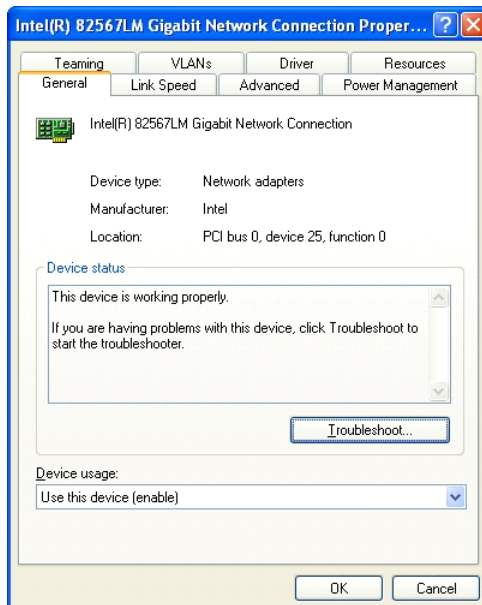 Intel(R) 82567LM Gigabit Network Connection Proper...
Teaming VLANs Driver Resources
General Link Speed Advanced Power Management
Intel(R) 82567LM Gigabit Network Connection
Device type: Network adapters
Manufacturer: Intel
Location: PCI bus 0, device 25, function 0
Device status
This device is working properly.
If you are having problems with this device, click Troubleshoot to
start the troubleshooter.
Troubleshoot...
Device usage:
Use this device (enable)
OK Cancel